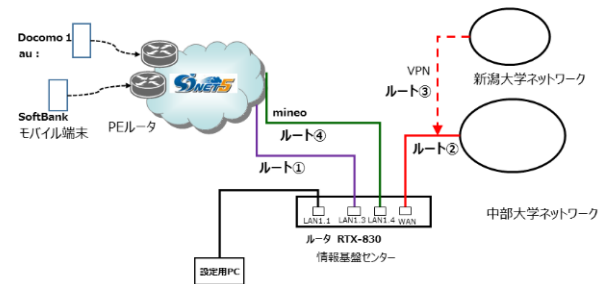 Docomo 1
au :
SoftBank
モバイル端末
PEルータ
SINET5
mineo
ルート④
ルート①
VPN
ルート③
ルート②
新潟大学ネットワーク
中部大学ネットワーク
LAN1.1
LAN1.3
LAN1.4
WAN
ルータ RTX-830
情報基盤センター
設定用PC